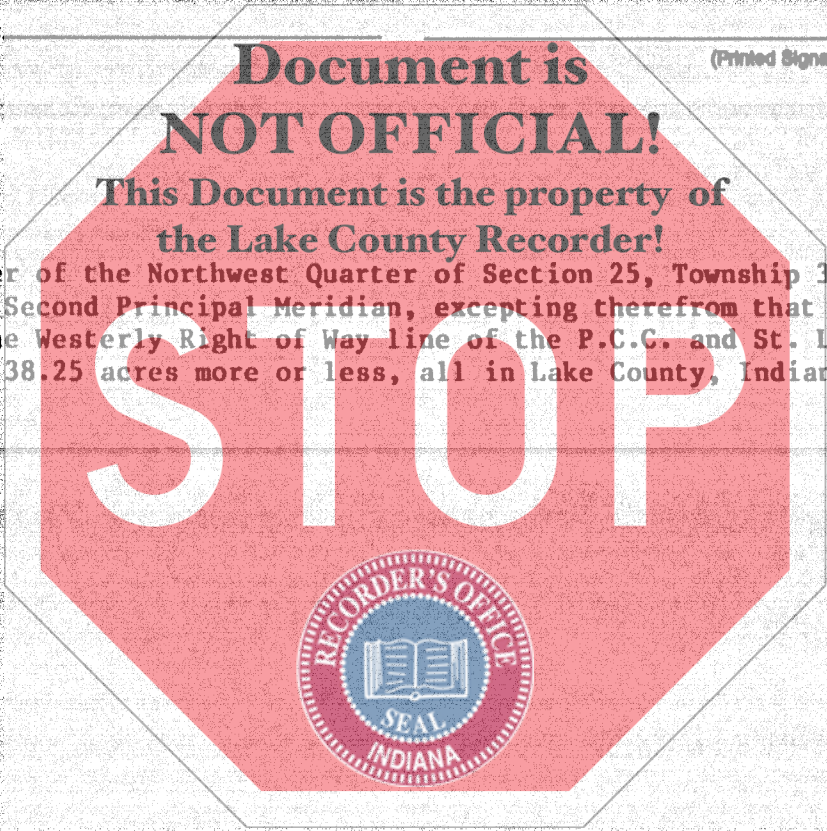 Document is
(Printed Signa
NOT OFFICIAL!
This Document is the property of
the Lake County Recorder!
r of the Northwest Quarter of Section 25, Township 3
Second Principal Meridian, excepting therefrom that
e Westerly Right of Way line of the P.C.C. and St. L
38.25 acres more or less, all in Lake County, Indian
STOP
RECORDER'S OFFICE
SEAL
INDIANA